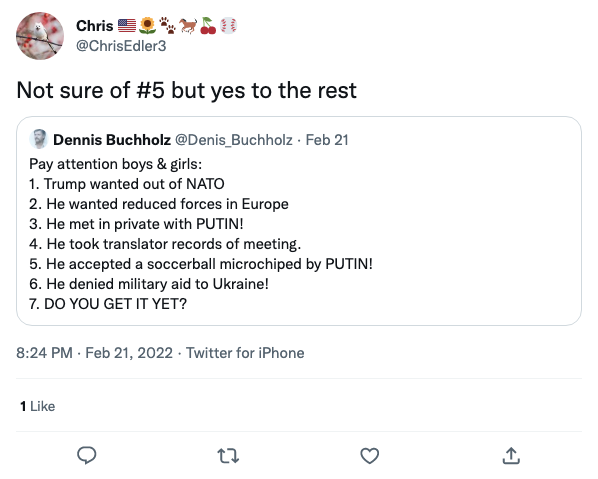 Chris 🇺🇸🌻🐾🐕🍒⚾
@ChrisEdler3
Not sure of #5 but yes to the rest
Dennis Buchholz @Denis_Buchholz · Feb 21
Pay attention boys & girls:
1. Trump wanted out of NATO
2. He wanted reduced forces in Europe
3. He met in private with PUTIN!
4. He took translator records of meeting.
5. He accepted a soccerball microchiped by PUTIN!
6. He denied military aid to Ukraine!
7. DO YOU GET IT YET?
8:24 PM · Feb 21, 2022 · Twitter for iPhone
1 Like